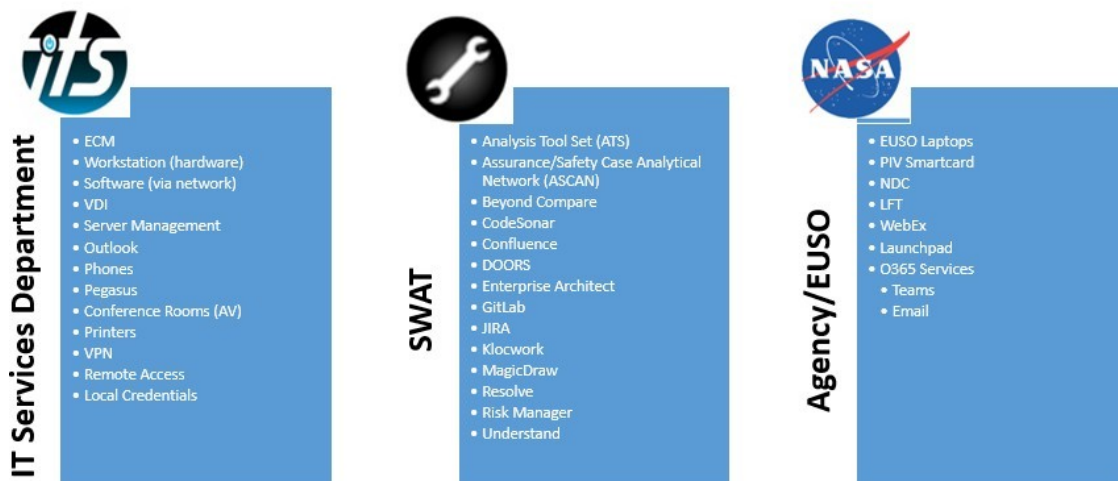 its
IT Services Department
• ECM
• Workstation (hardware)
• Software (via network)
• VDI
• Server Management
• Outlook
• Phones
• Pegasus
• Conference Rooms (AV)
• Printers
• VPN
• Remote Access
• Local Credentials
SWAT
• Analysis Tool Set (ATS)
• Assurance/Safety Case Analytical
Network (ASCAN)
• Beyond Compare
• CodeSonar
• Confluence
• DOORS
• Enterprise Architect
• GitLab
• JIRA
• Klocwork
• MagicDraw
• Resolve
• Risk Manager
• Understand
NASA
Agency/EUSO
• EUSO Laptops
• PIV Smartcard
• NDC
• LFT
• WebEx
• Launchpad
• O365 Services
• Teams
• Email